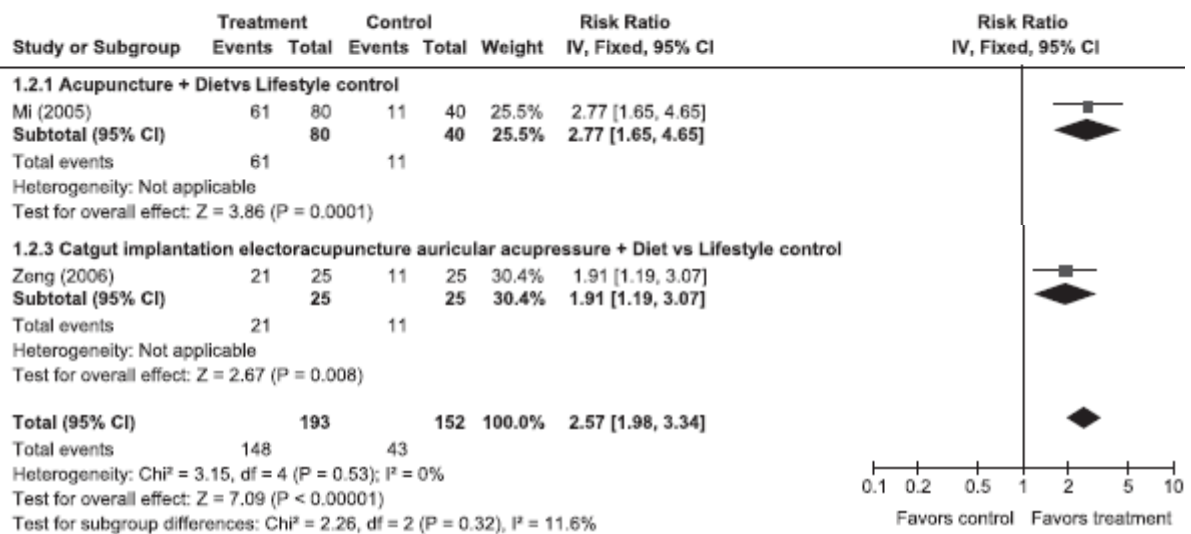 Treatment Control Risk Ratio Risk Ratio
Study or Subgroup Events Total Events Total Weight IV, Fixed, 95% CI IV, Fixed, 95% CI
1.2.1 Acupuncture + Dietvs Lifestyle control
Mi (2005) 61 80 11 40 25.5% 2.77 [1.65, 4.65]
Subtotal (95% CI) 80 40 25.5% 2.77 [1.65, 4.65]
Total events 61 11
Heterogeneity: Not applicable
Test for overall effect: Z = 3.86 (P = 0.0001)
1.2.3 Catgut implantation electoracupuncture auricular acupressure + Diet vs Lifestyle control
Zeng (2006) 21 25 11 25 30.4% 1.91 [1.19, 3.07]
Subtotal (95% CI) 25 25 30.4% 1.91 [1.19, 3.07]
Total events 21 11
Heterogeneity: Not applicable
Test for overall effect: Z = 2.67 (P = 0.008)
Total (95% CI) 193 152 100.0% 2.57 [1.98, 3.34]
Total events 148 43
Heterogeneity: Chi² = 3.15, df = 4 (P = 0.53); I² = 0%
Test for overall effect: Z = 7.09 (P < 0.00001)
Test for subgroup differences: Chi² = 2.26, df = 2 (P = 0.32), I² = 11.6%
0.1 0.2 0.5 1 2 5 10
Favors control Favors treatment